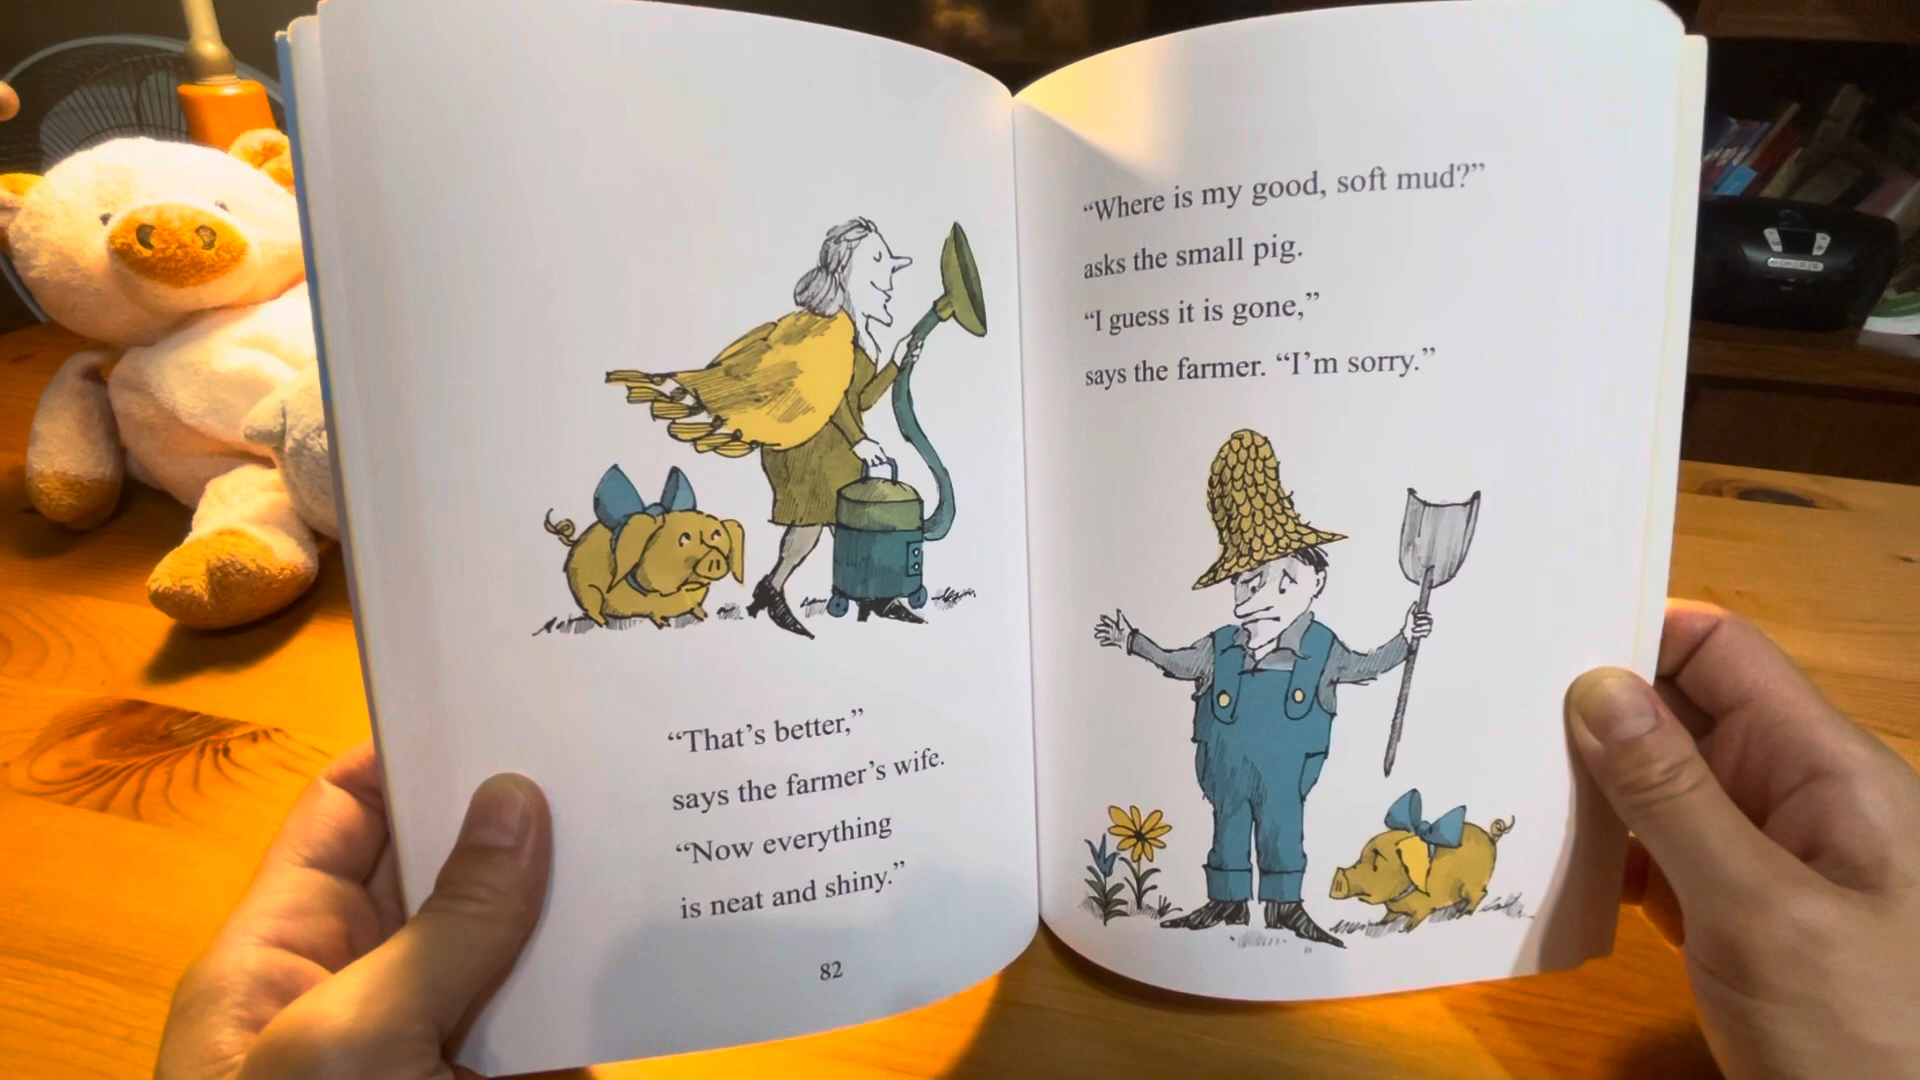 “That’s better,”
says the farmer’s wife.
“Now everything
is neat and shiny.”
82
“Where is my good, soft mud?”
asks the small pig.
“I guess it is gone,”
says the farmer. “I’m sorry.”